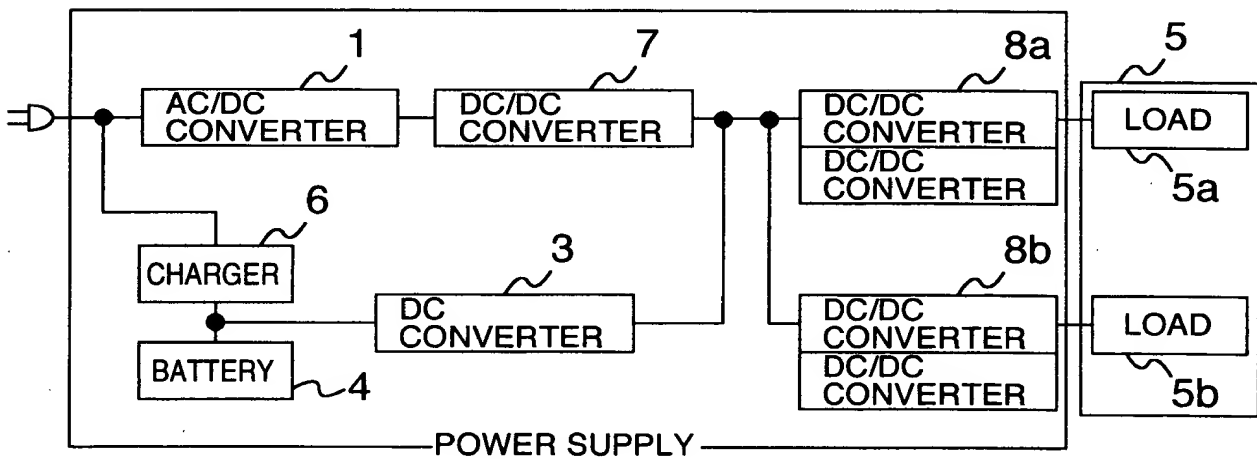 1
7
8a
5
AC/DC
CONVERTER
DC/DC
CONVERTER
DC/DC
CONVERTER
DC/DC
CONVERTER
LOAD
5a
6
CHARGER
3
DC
CONVERTER
BATTERY
4
8b
DC/DC
CONVERTER
DC/DC
CONVERTER
LOAD
5b
POWER SUPPLY